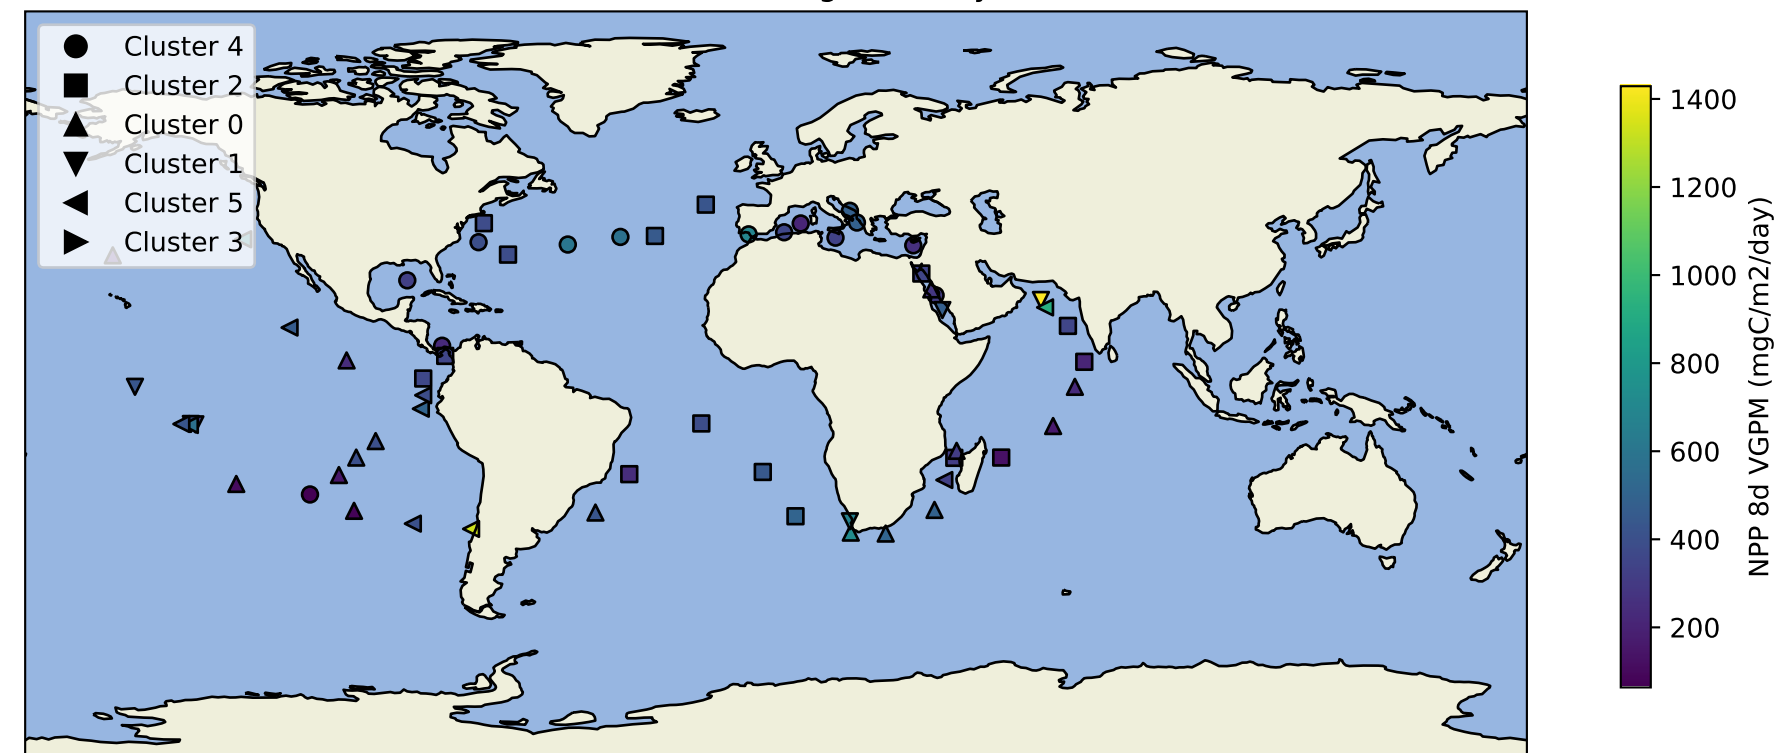 Cluster 4
Cluster 2
Cluster 0
Cluster 1
Cluster 5
Cluster 3
1400
1200
1000
800
600
400
200
NPP 8d VGPM (mgC/m2/day)